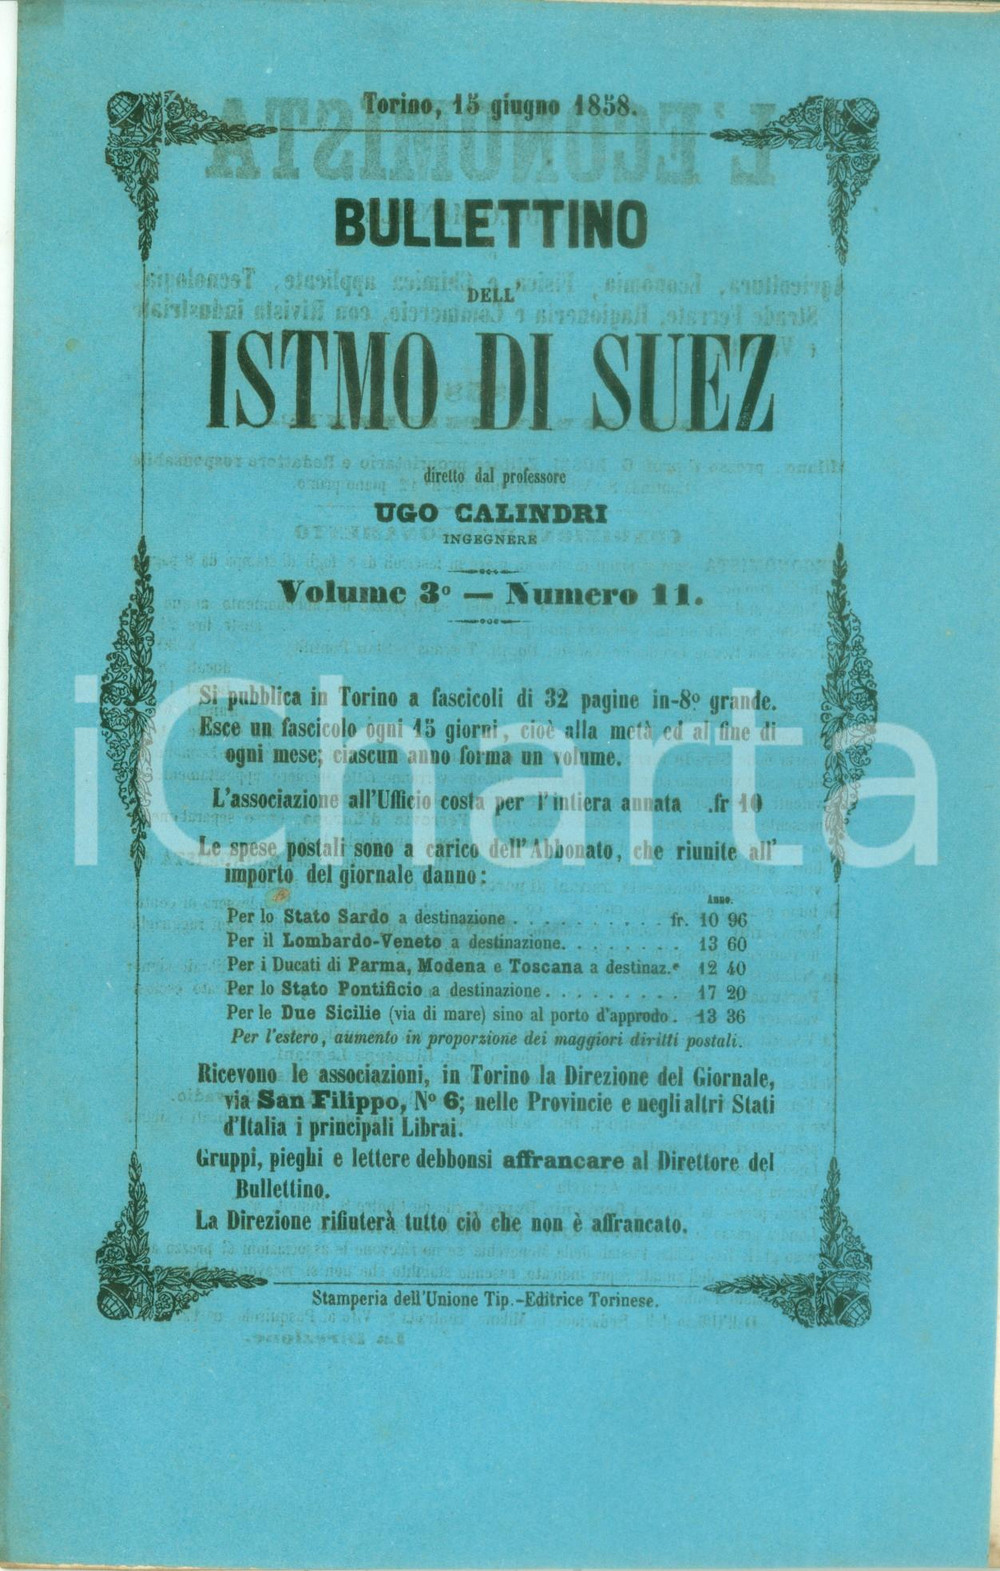 Torino, 15 giugno 1858.
BULLETTINO
DELL'
ISTMO DI SUEZ
diretto dal professore
UGO CALINDRI
INGEGNERE
Volume 3º — Numero 11.
Si pubblica in Torino a fascicoli di 32 pagine in-8º grande.
Esce un fascicolo ogni 15 giorni, cioè alla metà ed al fine di
ogni mese; ciascun anno forma un volume.
L'associazione all'Ufficio costa per l'intiera annata .fr 10
Le spese postali sono a carico dell'Abbonato, che riunite all'
importo del giornale danno:
Anno.
Per lo Stato Sardo a destinazione . . . . . . . . . . fr. 10 96
Per il Lombardo-Veneto a destinazione. . . . . . . . 13 60
Per i Ducati di Parma, Modena e Toscana a destinaz.e 12 40
Per lo Stato Pontificio a destinazione . . . . . . . . . 17 20
Per le Due Sicilie (via di mare) sino al porto d'approdo . 13 36
Per l'estero, aumento in proporzione dei maggiori diritti postali.
Ricevono le associazioni, in Torino la Direzione del Giornale,
via San Filippo, Nº 6; nelle Provincie e negli altri Stati
d'Italia i principali Librai.
Gruppi, pieghi e lettere debbonsi affrancare al Direttore del
Bullettino.
La Direzione rifiuterà tutto ciò che non è affrancato.
Stamperia dell'Unione Tip.-Editrice Torinese.
iCharta